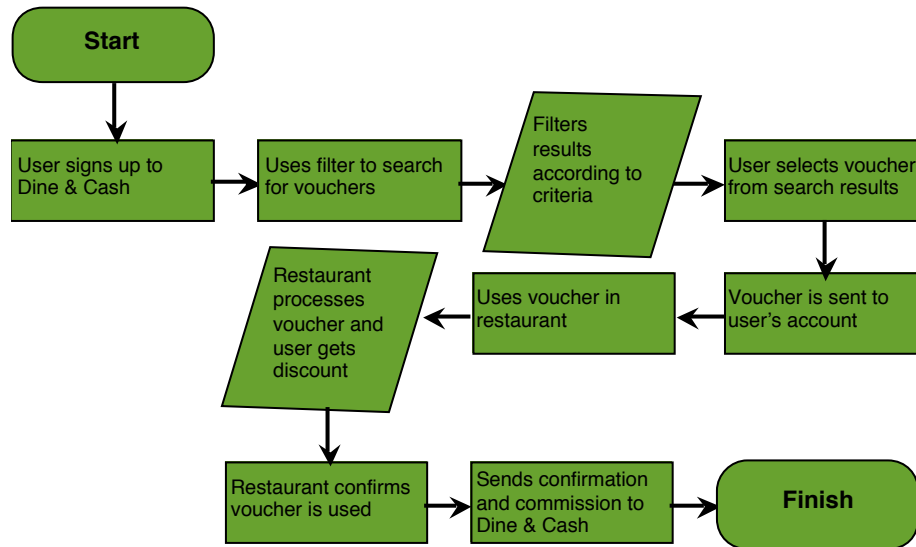 Start
User signs up to
Dine & Cash
Uses filter to search
for vouchers
Filters
results
according to
criteria
User selects voucher
from search results
Voucher is sent to
user's account
Uses voucher in
restaurant
Restaurant
processes
voucher and
user gets
discount
Restaurant confirms
voucher is used
Sends confirmation
and commission to
Dine & Cash
Finish